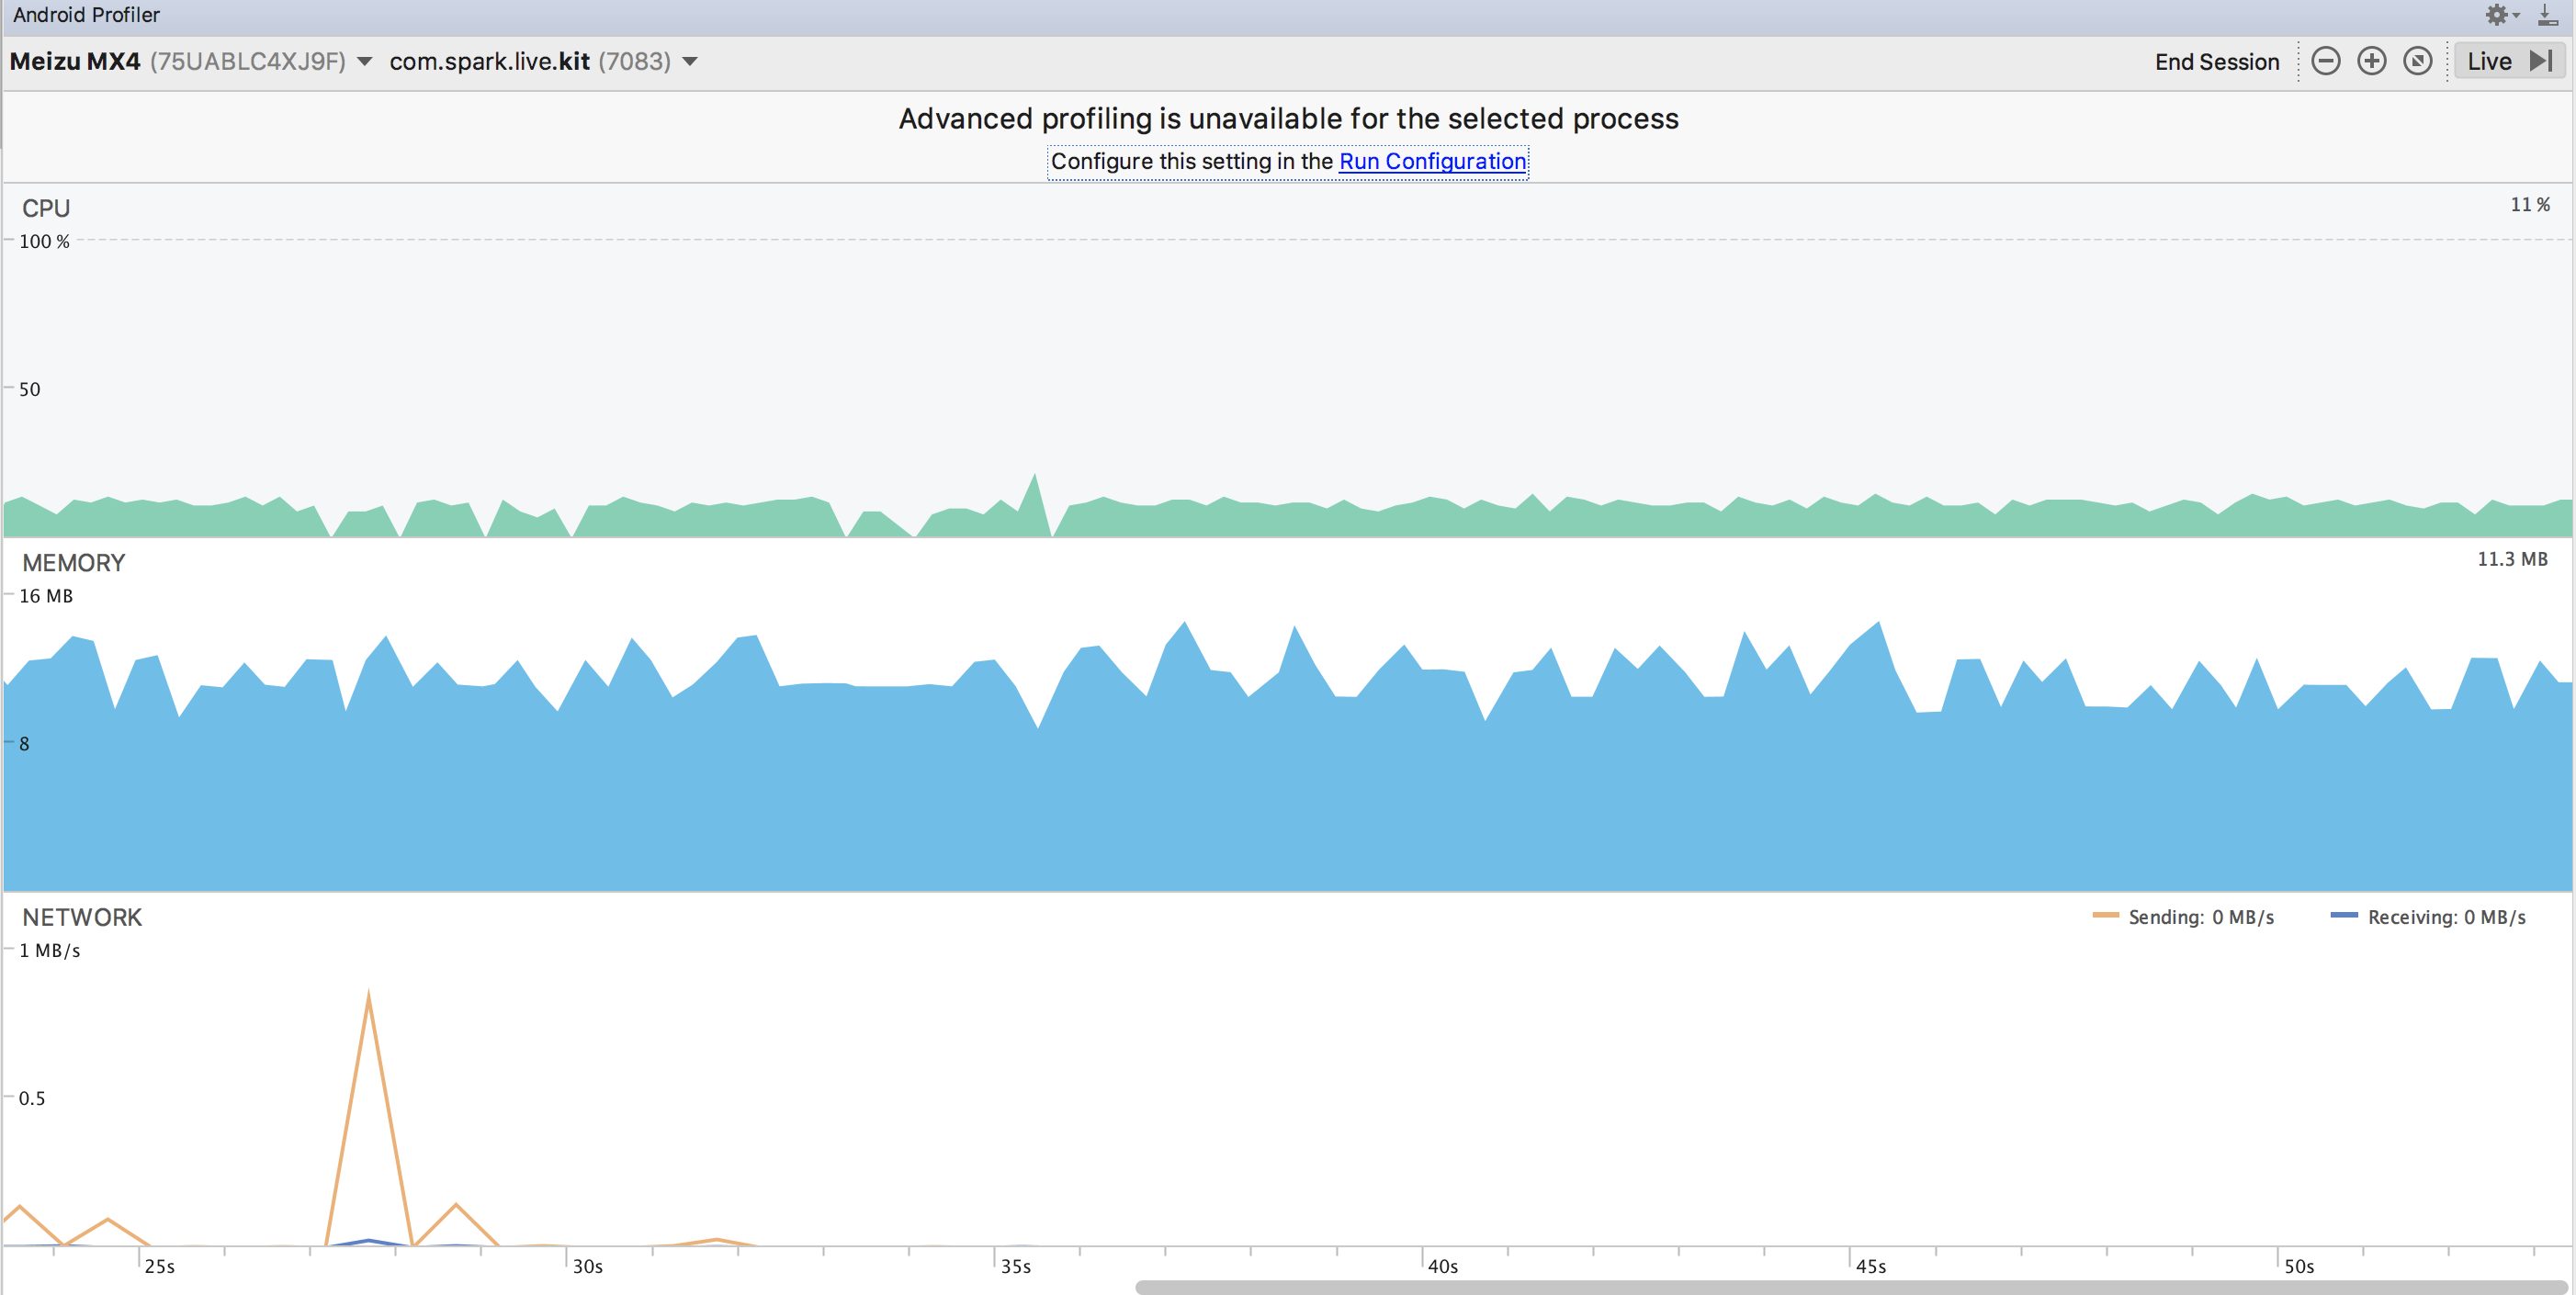 Android Profiler
Meizu MX4 (75UABLC4XJ9F) com.spark.live.kit (7083) End Session Live
Advanced profiling is unavailable for the selected process
Configure this setting in the Run Configuration
CPU 11 %
100 %
50
MEMORY 11.3 MB
16 MB
8
NETWORK Sending: 0 MB/s Receiving: 0 MB/s
1 MB/s
0.5
25s 30s 35s 40s 45s 50s